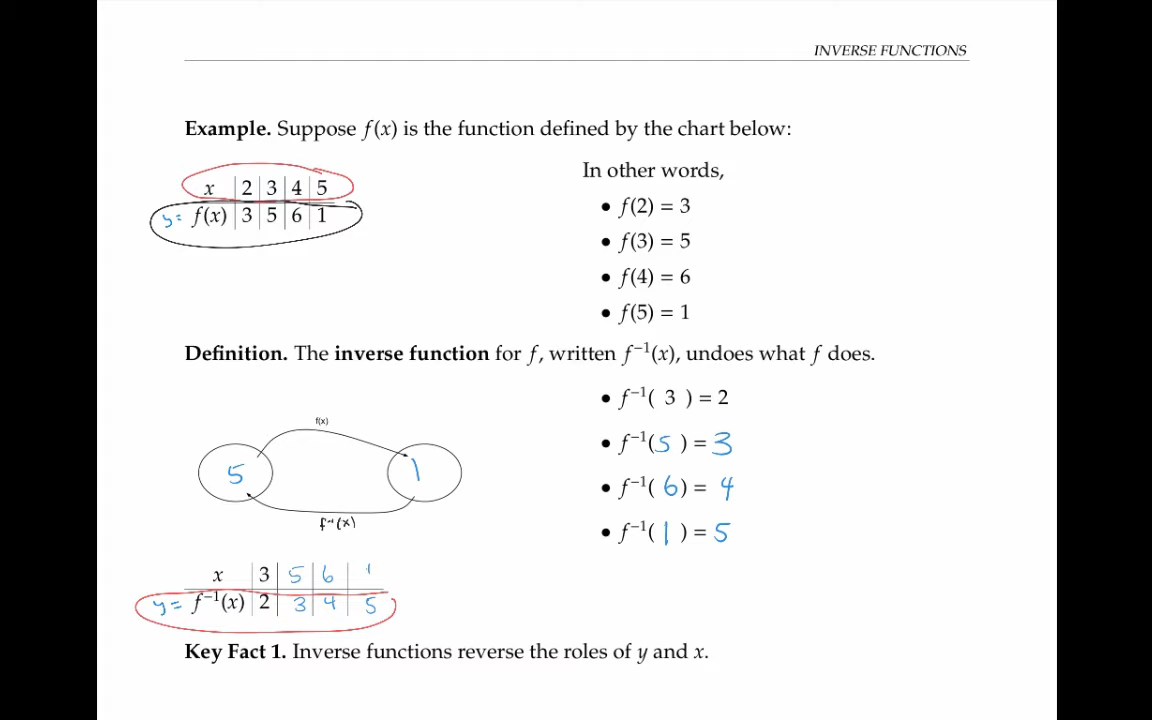 INVERSE FUNCTIONS
Example. Suppose f(x) is the function defined by the chart below:
x | 2 | 3 | 4 | 5
y = f(x) | 3 | 5 | 6 | 1
In other words,
• f(2) = 3
• f(3) = 5
• f(4) = 6
• f(5) = 1
Definition. The inverse function for f, written f⁻¹(x), undoes what f does.
• f⁻¹( 3 ) = 2
• f⁻¹( 5 ) = 3
• f⁻¹( 6 ) = 4
• f⁻¹( 1 ) = 5
f(x)
5 1
f⁻¹(x)
x | 3 | 5 | 6 | 1
y = f⁻¹(x) | 2 | 3 | 4 | 5
Key Fact 1. Inverse functions reverse the roles of y and x.